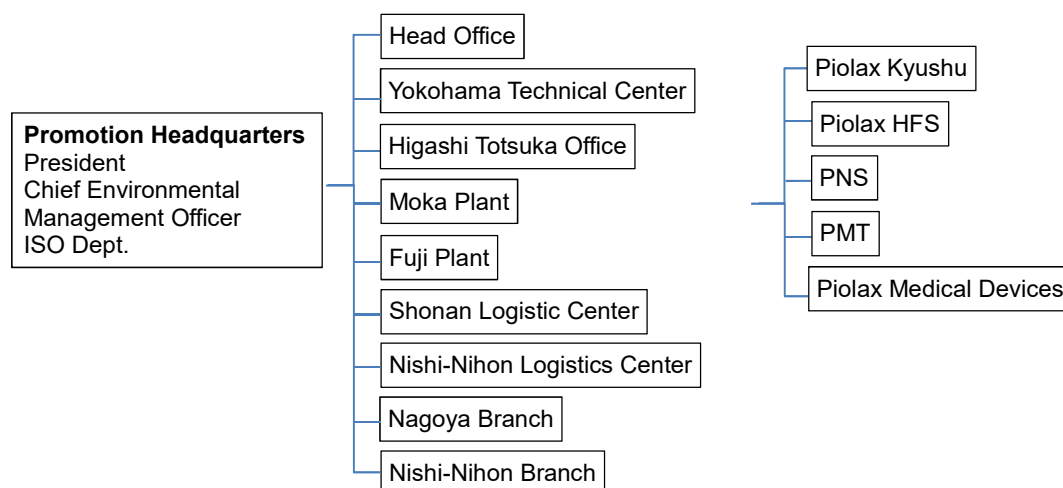 Promotion Headquarters
President
Chief Environmental
Management Officer
ISO Dept.
Head Office
Yokohama Technical Center
Higashi Totsuka Office
Moka Plant
Fuji Plant
Shonan Logistic Center
Nishi-Nihon Logistics Center
Nagoya Branch
Nishi-Nihon Branch
Piolax Kyushu
Piolax HFS
PNS
PMT
Piolax Medical Devices